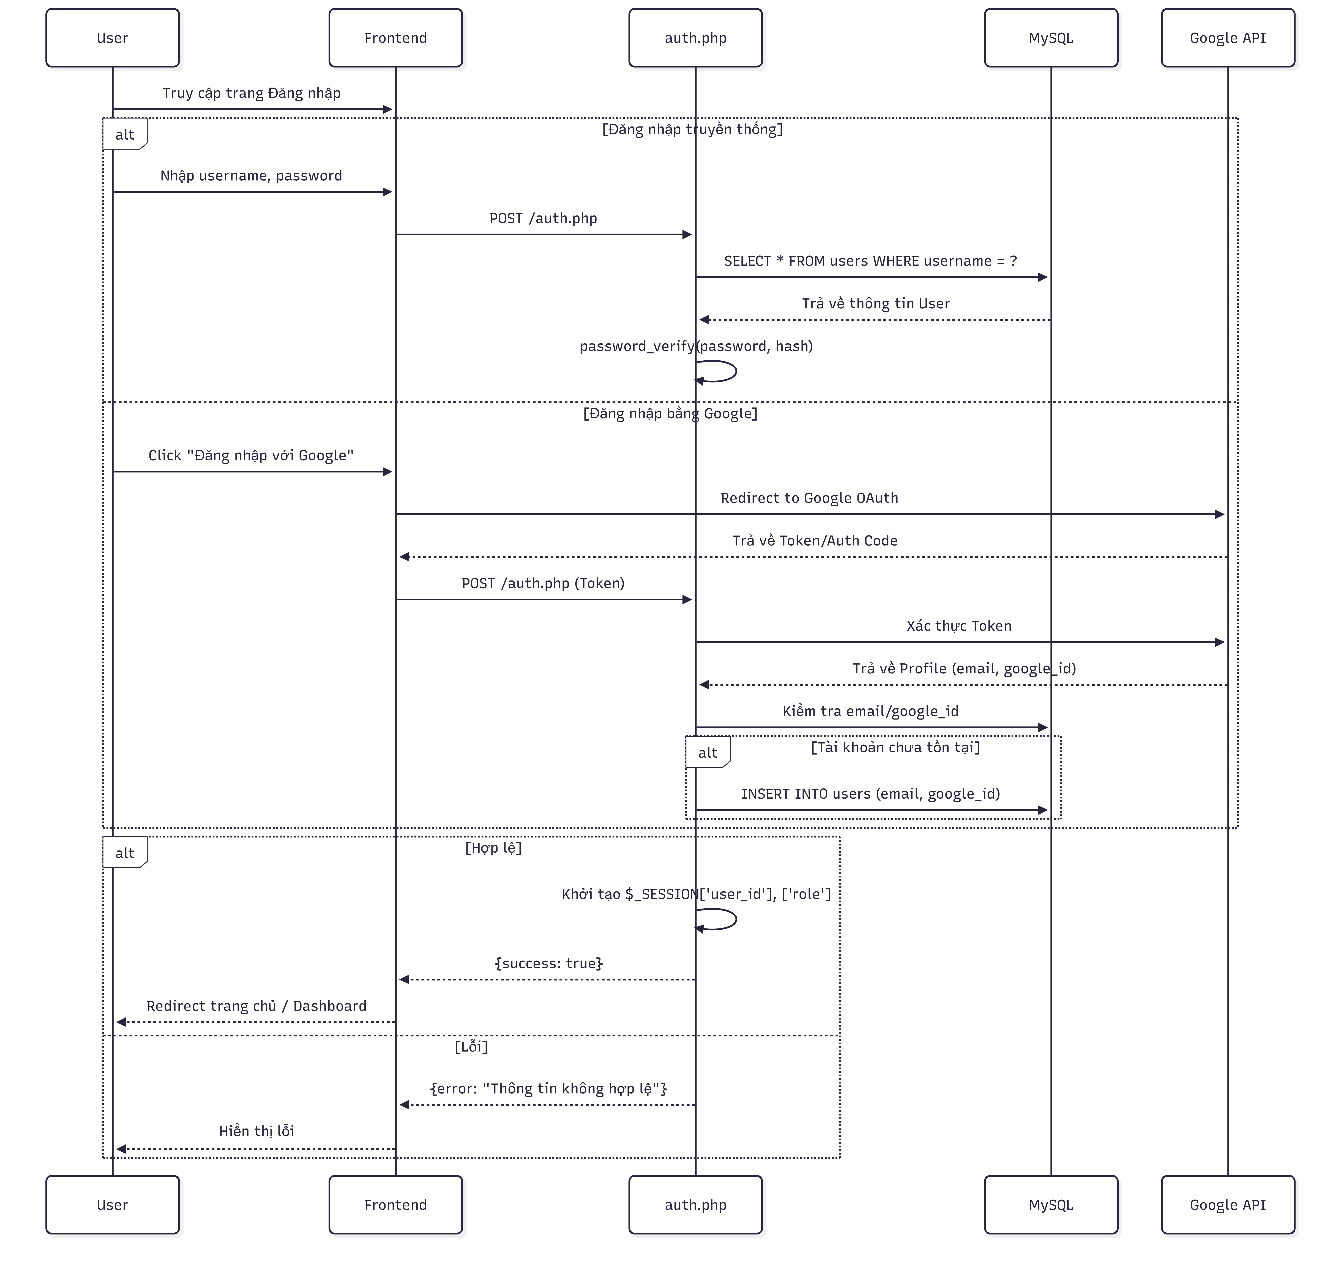 User
Frontend
auth.php
MySQL
Google API
Truy cập trang Đăng nhập
alt
[Đăng nhập truyền thống]
Nhập username, password
POST /auth.php
SELECT * FROM users WHERE username = ?
Trả về thông tin User
password_verify(password, hash)
[Đăng nhập bằng Google]
Click "Đăng nhập với Google"
Redirect to Google OAuth
Trả về Token/Auth Code
POST /auth.php (Token)
Xác thực Token
Trả về Profile (email, google_id)
Kiểm tra email/google_id
alt
[Tài khoản chưa tồn tại]
INSERT INTO users (email, google_id)
alt
[Hợp lệ]
Khởi tạo $_SESSION['user_id'], ['role']
{success: true}
Redirect trang chủ / Dashboard
[Lỗi]
{error: "Thông tin không hợp lệ"}
Hiển thị lỗi
User
Frontend
auth.php
MySQL
Google API